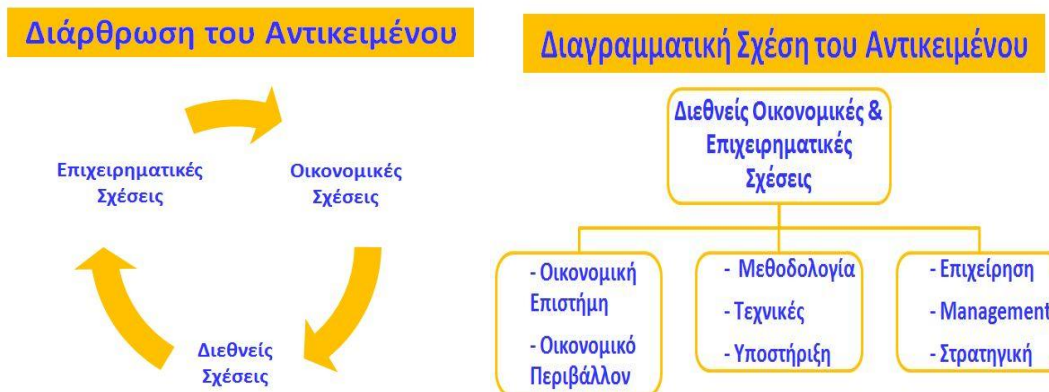 Διάρθρωση του Αντικειμένου
Επιχειρηματικές
Σχέσεις
Οικονομικές
Σχέσεις
Διεθνείς
Σχέσεις
Διαγραμματική Σχέση του Αντικειμένου
Διεθνείς Οικονομικές &
Επιχειρηματικές
Σχέσεις
- Οικονομική
Επιστήμη
- Οικονομικό
Περιβάλλον
- Μεθοδολογία
- Τεχνικές
- Υποστήριξη
- Επιχείρηση
- Management
- Στρατηγική